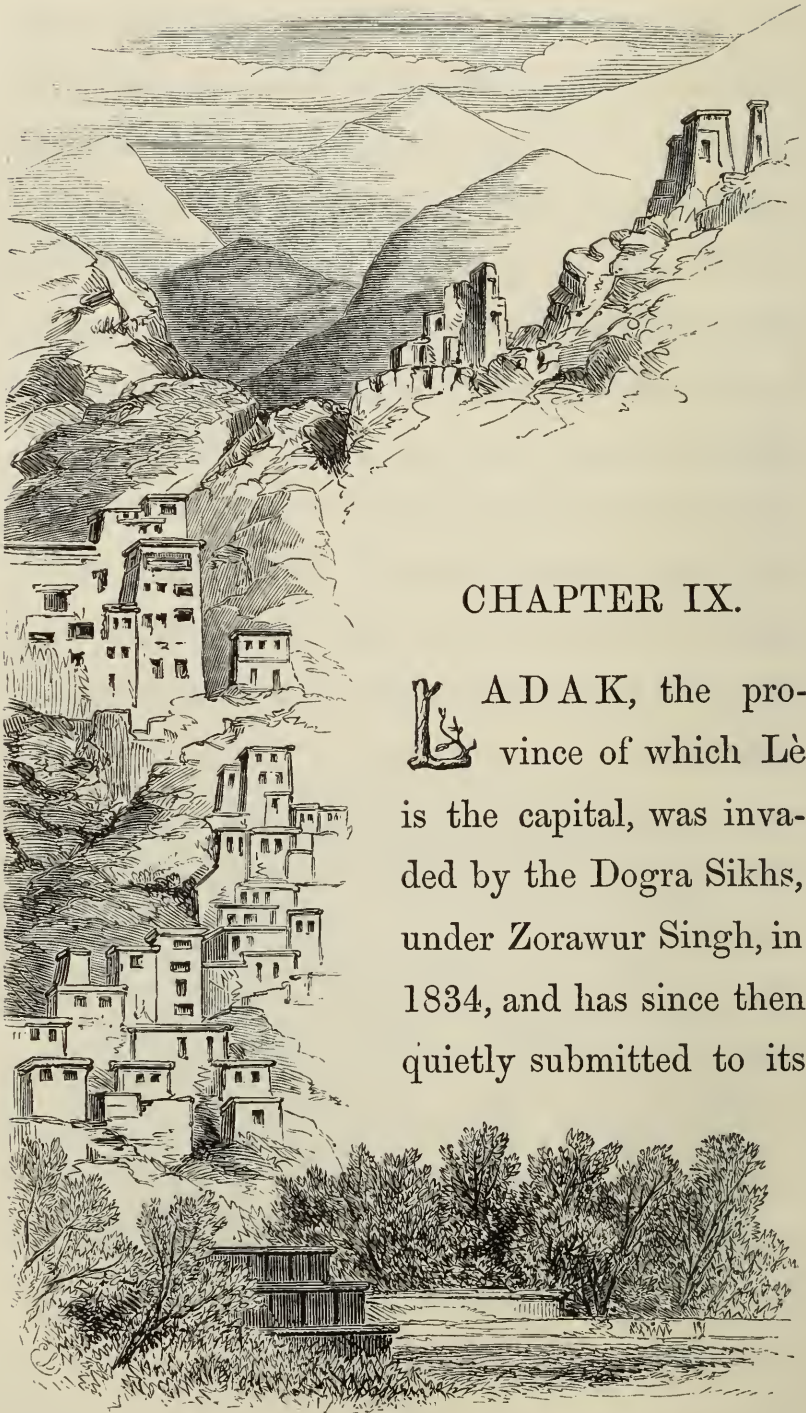 CHAPTER IX.
LADAK, the pro-
vince of which Lè
is the capital, was inva-
ded by the Dogra Sikhs,
under Zorawur Singh, in
1834, and has since then
quietly submitted to its